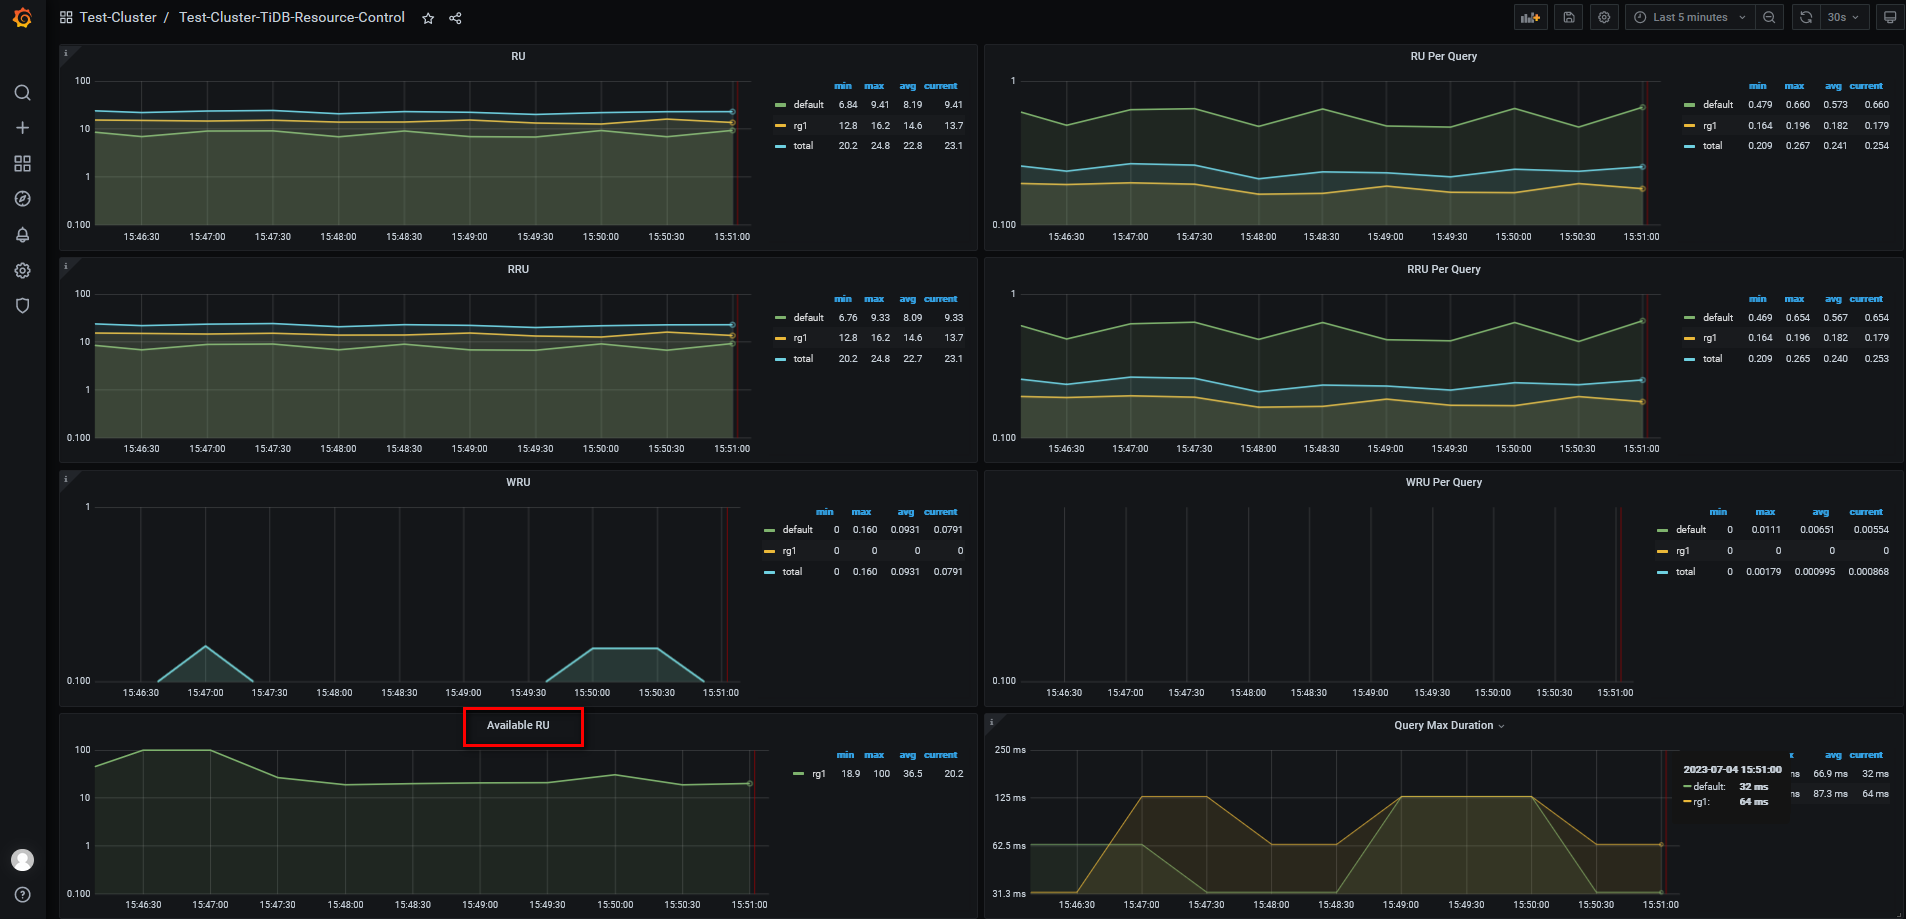 Test-Cluster / Test-Cluster-TiDB-Resource-Control
Last 5 minutes
30s
RU
100
10
1
0.100
15:46:30 15:47:00 15:47:30 15:48:00 15:48:30 15:49:00 15:49:30 15:50:00 15:50:30 15:51:00
min max avg current
default 6.84 9.41 8.19 9.41
rg1 12.8 16.2 14.6 13.7
total 20.2 24.8 22.8 23.1
RU Per Query
1
0.100
15:46:30 15:47:00 15:47:30 15:48:00 15:48:30 15:49:00 15:49:30 15:50:00 15:50:30 15:51:00
min max avg current
default 0.479 0.660 0.573 0.660
rg1 0.164 0.196 0.182 0.179
total 0.209 0.267 0.241 0.254
RRU
100
10
1
0.100
15:46:30 15:47:00 15:47:30 15:48:00 15:48:30 15:49:00 15:49:30 15:50:00 15:50:30 15:51:00
min max avg current
default 6.76 9.33 8.09 9.33
rg1 12.8 16.2 14.6 13.7
total 20.2 24.8 22.7 23.1
RRU Per Query
1
0.100
15:46:30 15:47:00 15:47:30 15:48:00 15:48:30 15:49:00 15:49:30 15:50:00 15:50:30 15:51:00
min max avg current
default 0.469 0.654 0.567 0.654
rg1 0.164 0.196 0.182 0.179
total 0.209 0.265 0.240 0.253
WRU
1
0.100
15:46:30 15:47:00 15:47:30 15:48:00 15:48:30 15:49:00 15:49:30 15:50:00 15:50:30 15:51:00
min max avg current
default 0 0.160 0.0931 0.0791
rg1 0 0 0 0
total 0 0.160 0.0931 0.0791
WRU Per Query
0.100
15:46:30 15:47:00 15:47:30 15:48:00 15:48:30 15:49:00 15:49:30 15:50:00 15:50:30 15:51:00
min max avg current
default 0 0.0111 0.00651 0.00554
rg1 0 0 0 0
total 0 0.00179 0.000995 0.000868
Available RU
100
10
1
0.100
15:46:30 15:47:00 15:47:30 15:48:00 15:48:30 15:49:00 15:49:30 15:50:00 15:50:30 15:51:00
min max avg current
rg1 18.9 100 36.5 20.2
Query Max Duration
250 ms
125 ms
62.5 ms
31.3 ms
15:46:30 15:47:00 15:47:30 15:48:00 15:48:30 15:49:00 15:49:30 15:50:00 15:50:30 15:51:00
avg current
ms 66.9 ms 32 ms
ms 87.3 ms 64 ms
2023-07-04 15:51:00
default: 32 ms
rg1: 64 ms